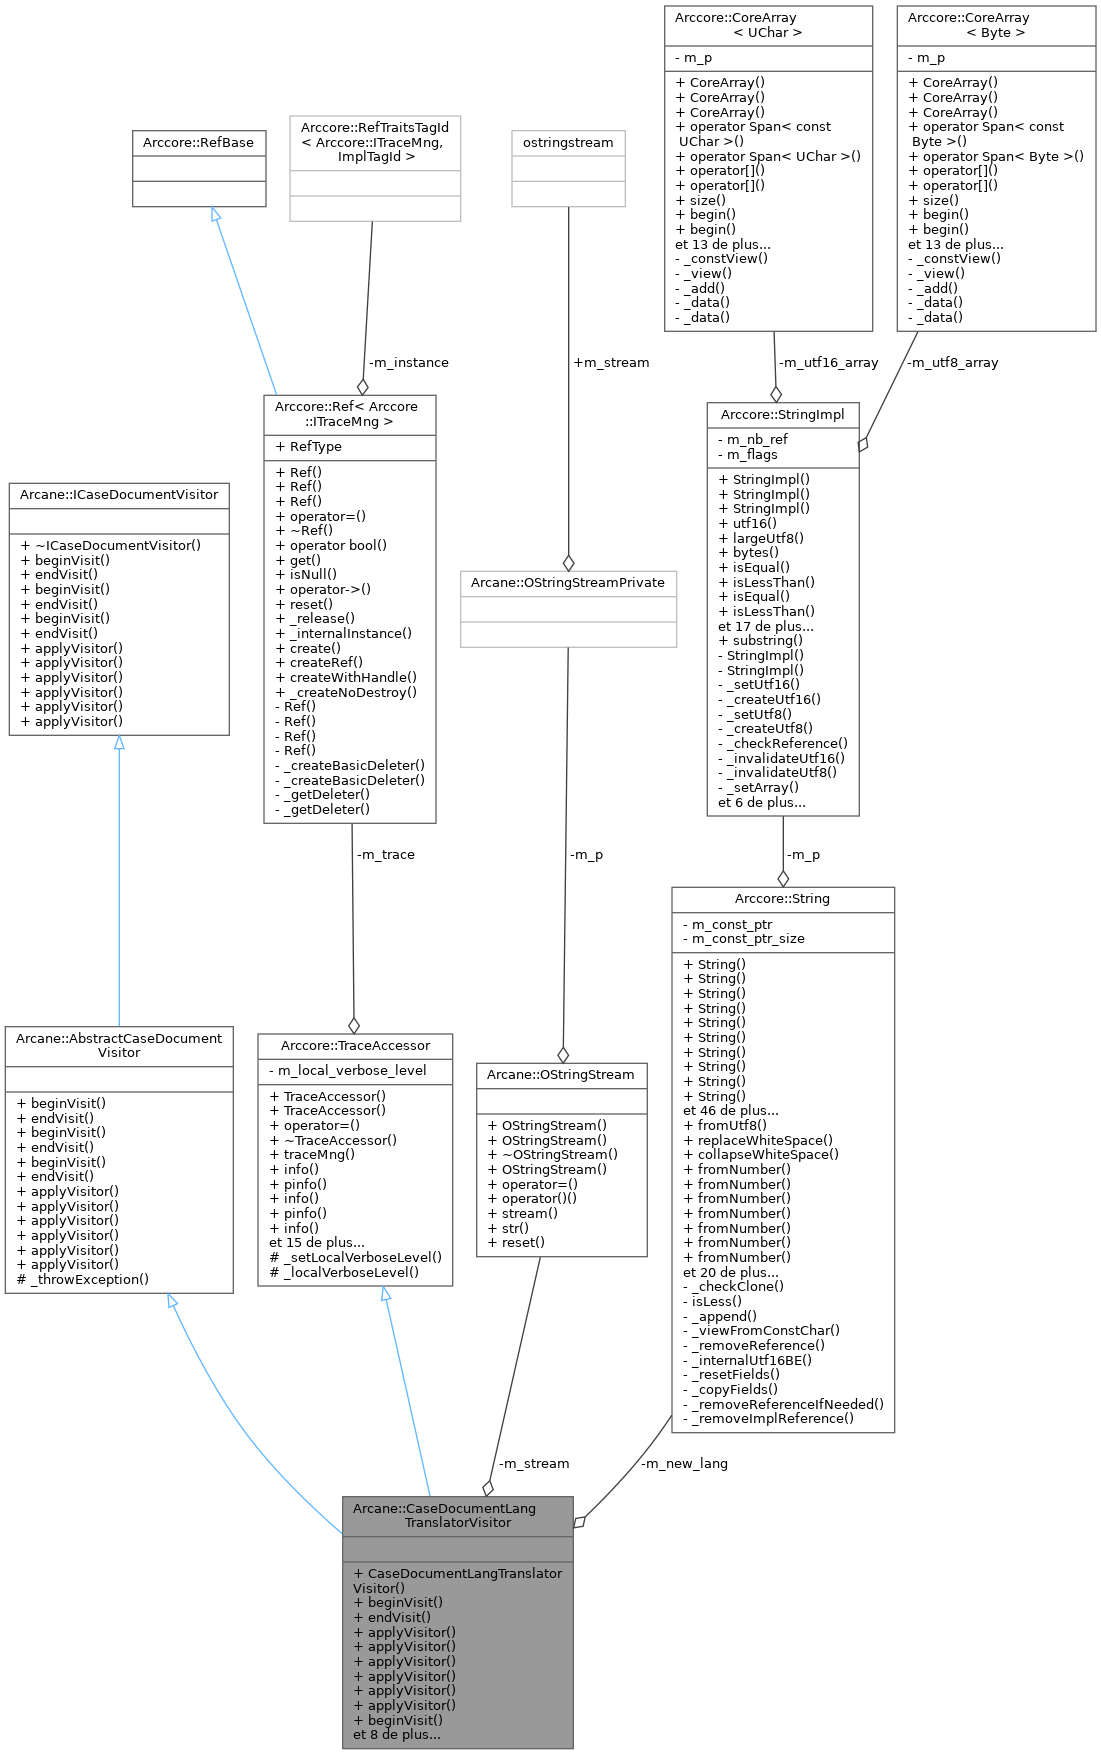 Arccore::CoreArray
< UChar >
- m_p
+ CoreArray()
+ CoreArray()
+ CoreArray()
+ operator Span< const
UChar >()
+ operator Span< UChar >()
+ operator[]()
+ operator[]()
+ size()
+ begin()
+ begin()
et 13 de plus...
- _constView()
- _view()
- _add()
- _data()
- _data()
Arccore::CoreArray
< Byte >
- m_p
+ CoreArray()
+ CoreArray()
+ CoreArray()
+ operator Span< const
Byte >()
+ operator Span< Byte >()
+ operator[]()
+ operator[]()
+ size()
+ begin()
+ begin()
et 13 de plus...
- _constView()
- _view()
- _add()
- _data()
- _data()
Arccore::RefBase
Arccore::RefTraitsTagId
< Arccore::ITraceMng,
ImplTagId >
ostringstream
-m_instance
+m_stream
-m_utf16_array
-m_utf8_array
Arccore::Ref< Arccore
::ITraceMng >
+ RefType
+ Ref()
+ Ref()
+ Ref()
+ operator=()
+ ~Ref()
+ operator bool()
+ get()
+ isNull()
+ operator->()
+ reset()
+ _release()
+ _internalInstance()
+ create()
+ createRef()
+ createWithHandle()
+ _createNoDestroy()
- Ref()
- Ref()
- Ref()
- Ref()
- _createBasicDeleter()
- _createBasicDeleter()
- _getDeleter()
- _getDeleter()
Arccore::StringImpl
- m_nb_ref
- m_flags
+ StringImpl()
+ StringImpl()
+ StringImpl()
+ utf16()
+ largeUtf8()
+ bytes()
+ isEqual()
+ isLessThan()
+ isEqual()
+ isLessThan()
et 17 de plus...
+ substring()
- StringImpl()
- StringImpl()
- _setUtf16()
- _createUtf16()
- _setUtf8()
- _createUtf8()
- _checkReference()
- _invalidateUtf16()
- _invalidateUtf8()
- _setArray()
et 6 de plus...
Arcane::ICaseDocumentVisitor
+ ~ICaseDocumentVisitor()
+ beginVisit()
+ endVisit()
+ beginVisit()
+ endVisit()
+ beginVisit()
+ endVisit()
+ applyVisitor()
+ applyVisitor()
+ applyVisitor()
+ applyVisitor()
+ applyVisitor()
+ applyVisitor()
Arcane::OStringStreamPrivate
-m_trace
-m_p
-m_p
Arccore::String
- m_const_ptr
- m_const_ptr_size
+ String()
+ String()
+ String()
+ String()
+ String()
+ String()
+ String()
+ String()
+ String()
+ String()
et 46 de plus...
+ fromUtf8()
+ replaceWhiteSpace()
+ collapseWhiteSpace()
+ fromNumber()
+ fromNumber()
+ fromNumber()
+ fromNumber()
+ fromNumber()
+ fromNumber()
+ fromNumber()
et 20 de plus...
- _checkClone()
- isLess()
- _append()
- _viewFromConstChar()
- _removeReference()
- _internalUtf16BE()
- _resetFields()
- _copyFields()
- _removeReferenceIfNeeded()
- _removeImplReference()
Arcane::AbstractCaseDocument
Visitor
+ beginVisit()
+ endVisit()
+ beginVisit()
+ endVisit()
+ beginVisit()
+ endVisit()
+ applyVisitor()
+ applyVisitor()
+ applyVisitor()
+ applyVisitor()
+ applyVisitor()
+ applyVisitor()
# _throwException()
Arccore::TraceAccessor
- m_local_verbose_level
+ TraceAccessor()
+ TraceAccessor()
+ operator=()
+ ~TraceAccessor()
+ traceMng()
+ info()
+ pinfo()
+ info()
+ pinfo()
+ info()
et 15 de plus...
# _setLocalVerboseLevel()
# _localVerboseLevel()
Arcane::OStringStream
+ OStringStream()
+ OStringStream()
+ ~OStringStream()
+ OStringStream()
+ operator=()
+ operator()()
+ stream()
+ str()
+ reset()
-m_stream
-m_new_lang
Arcane::CaseDocumentLang
TranslatorVisitor
+ CaseDocumentLangTranslator
Visitor()
+ beginVisit()
+ endVisit()
+ applyVisitor()
+ applyVisitor()
+ applyVisitor()
+ applyVisitor()
+ applyVisitor()
+ applyVisitor()
+ beginVisit()
et 8 de plus...